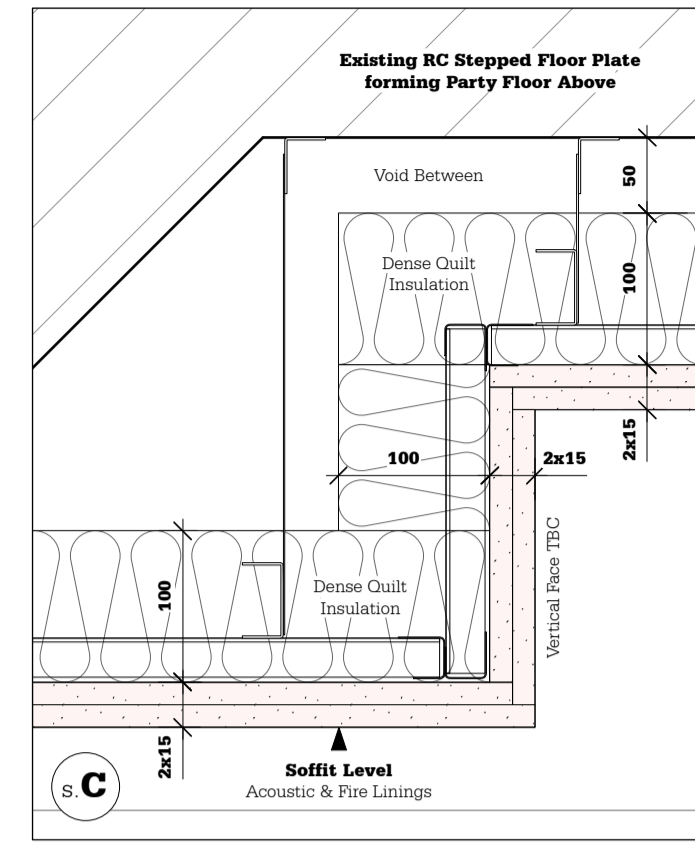 Existing RC Stepped Floor Plate
forming Party Floor Above
Void Between
50
Dense Quilt
Insulation
100
100
2x15
2x15
Vertical Face TBC
100
Dense Quilt
Insulation
2x15
Soffit Level
Acoustic & Fire Linings
s.C